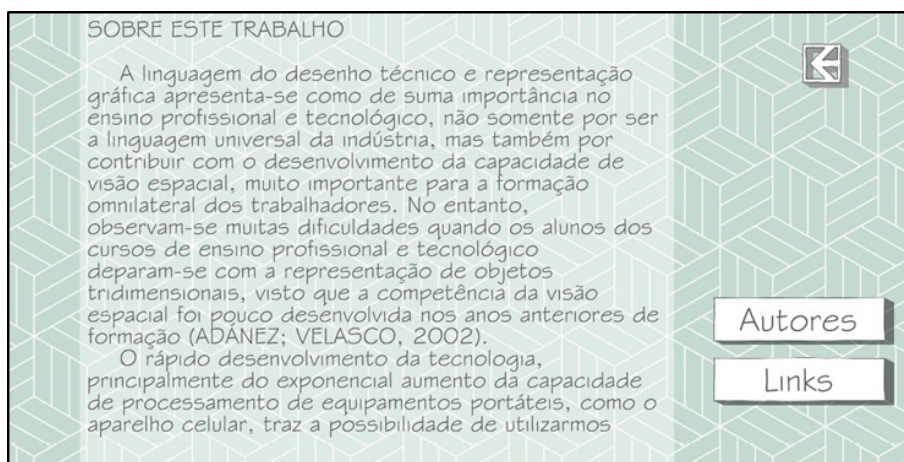 SOBRE ESTE TRABALHO
A linguagem do desenho técnico e representação
gráfica apresenta-se como de suma importância no
ensino profissional e tecnológico, não somente por ser
a linguagem universal da indústria, mas também por
contribuir com o desenvolvimento da capacidade de
visão espacial, muito importante para a formação
omnilateral dos trabalhadores. No entanto,
observam-se muitas dificuldades quando os alunos dos
cursos de ensino profissional e tecnológico
deparam-se com a representação de objetos
tridimensionais, visto que a competência da visão
espacial foi pouco desenvolvida nos anos anteriores de
formação (ADÁNEZ; VELASCO, 2002).
O rápido desenvolvimento da tecnologia,
principalmente do exponencial aumento da capacidade
de processamento de equipamentos portáteis, como o
aparelho celular, traz a possibilidade de utilizarmos
Autores
Links